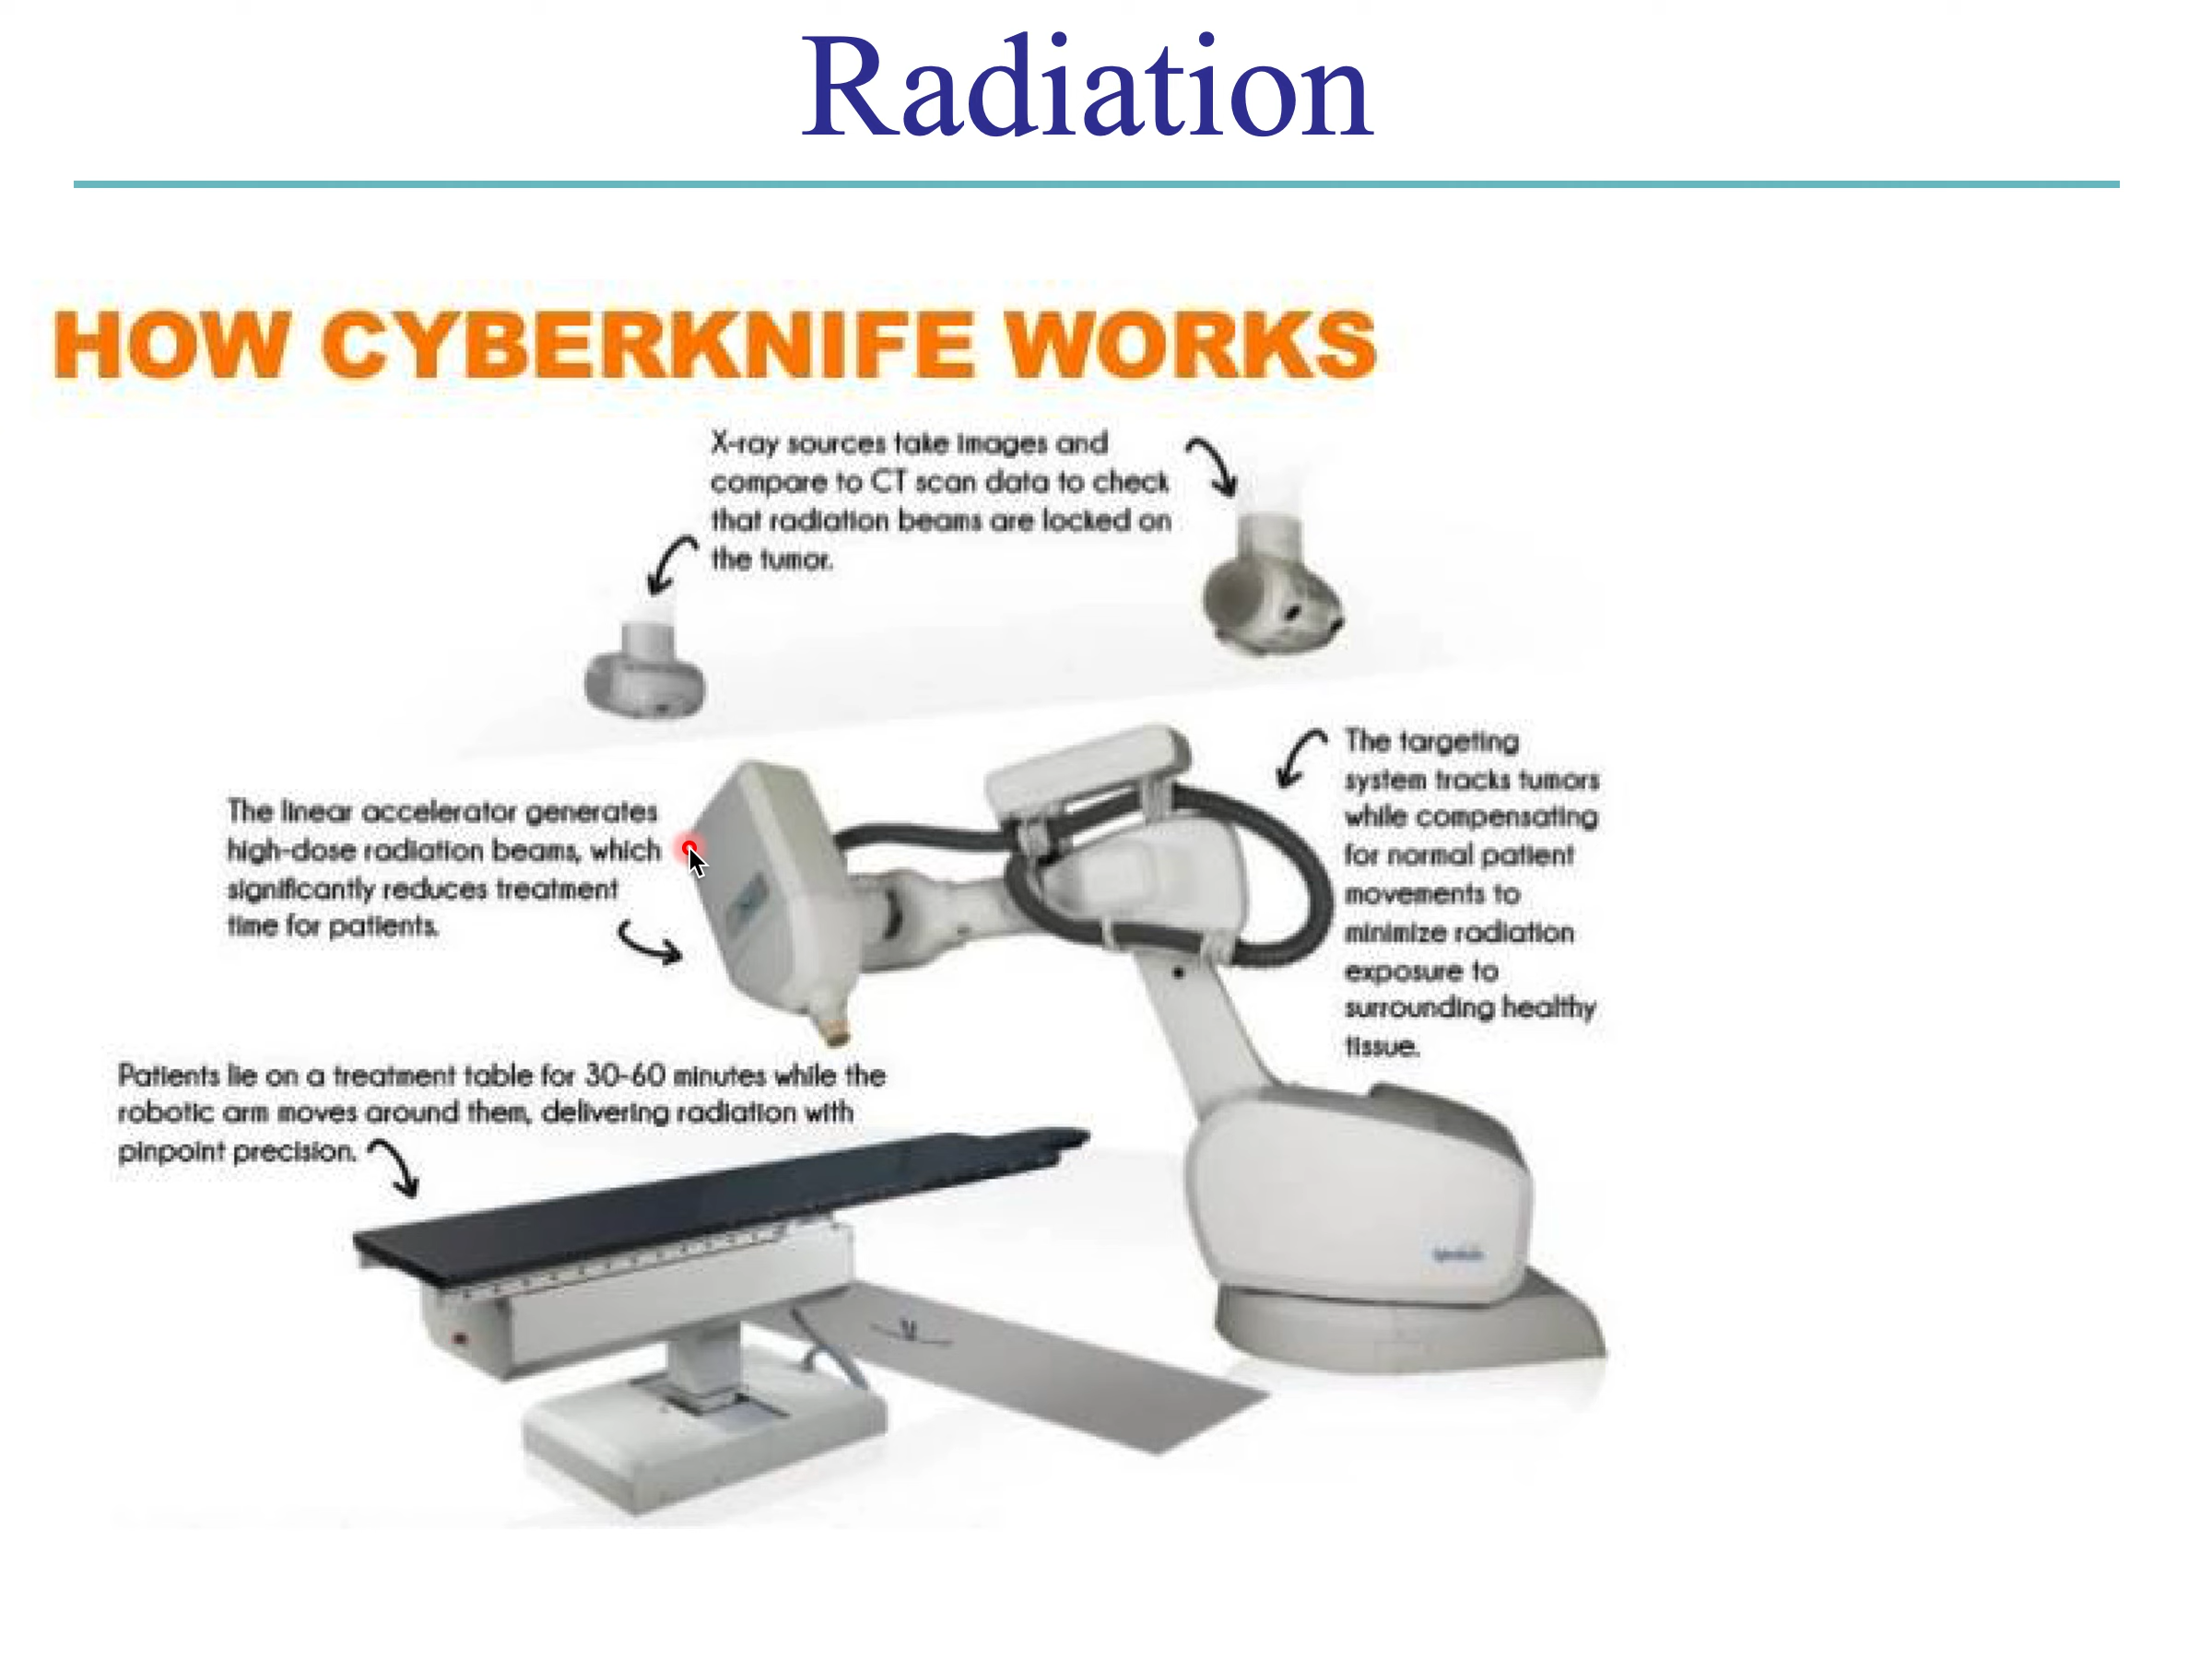 Radiation
HOW CYBERKNIFE WORKS
X-ray sources take images and
compare to CT scan data to check
that radiation beams are locked on
the tumor.
The targeting
system tracks tumors
while compensating
for normal patient
movements to
minimize radiation
exposure to
surrounding healthy
tissue.
The linear accelerator generates
high-dose radiation beams, which
significantly reduces treatment
time for patients.
Patients lie on a treatment table for 30-60 minutes while the
robotic arm moves around them, delivering radiation with
pinpoint precision.